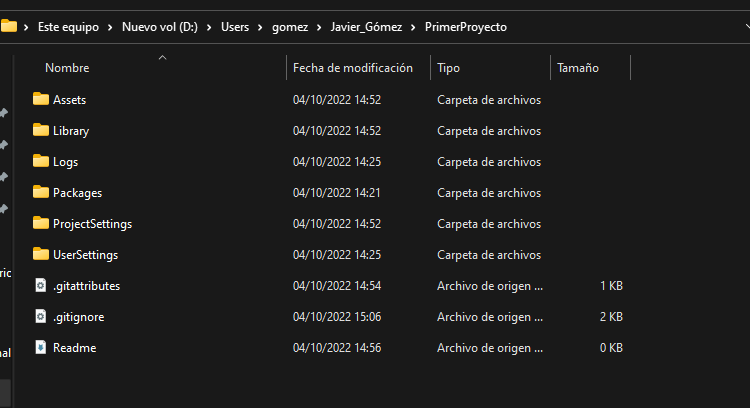 Este equipo > Nuevo vol (D:) > Users > gomez > Javier_Gómez > PrimerProyecto
Nombre Fecha de modificación Tipo Tamaño
Assets 04/10/2022 14:52 Carpeta de archivos
Library 04/10/2022 14:52 Carpeta de archivos
Logs 04/10/2022 14:25 Carpeta de archivos
Packages 04/10/2022 14:21 Carpeta de archivos
ProjectSettings 04/10/2022 14:52 Carpeta de archivos
UserSettings 04/10/2022 14:25 Carpeta de archivos
.gitattributes 04/10/2022 14:54 Archivo de origen ... 1 KB
.gitignore 04/10/2022 15:06 Archivo de origen ... 2 KB
Readme 04/10/2022 14:56 Archivo de origen ... 0 KB